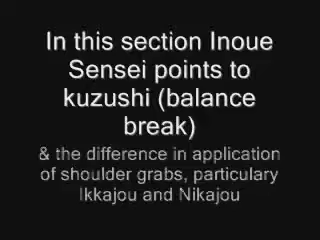 In this section Inoue
Sensei points to
kuzushi (balance
break)
& the difference in application
of shoulder grabs, particulary
Ikkajou and Nikajou